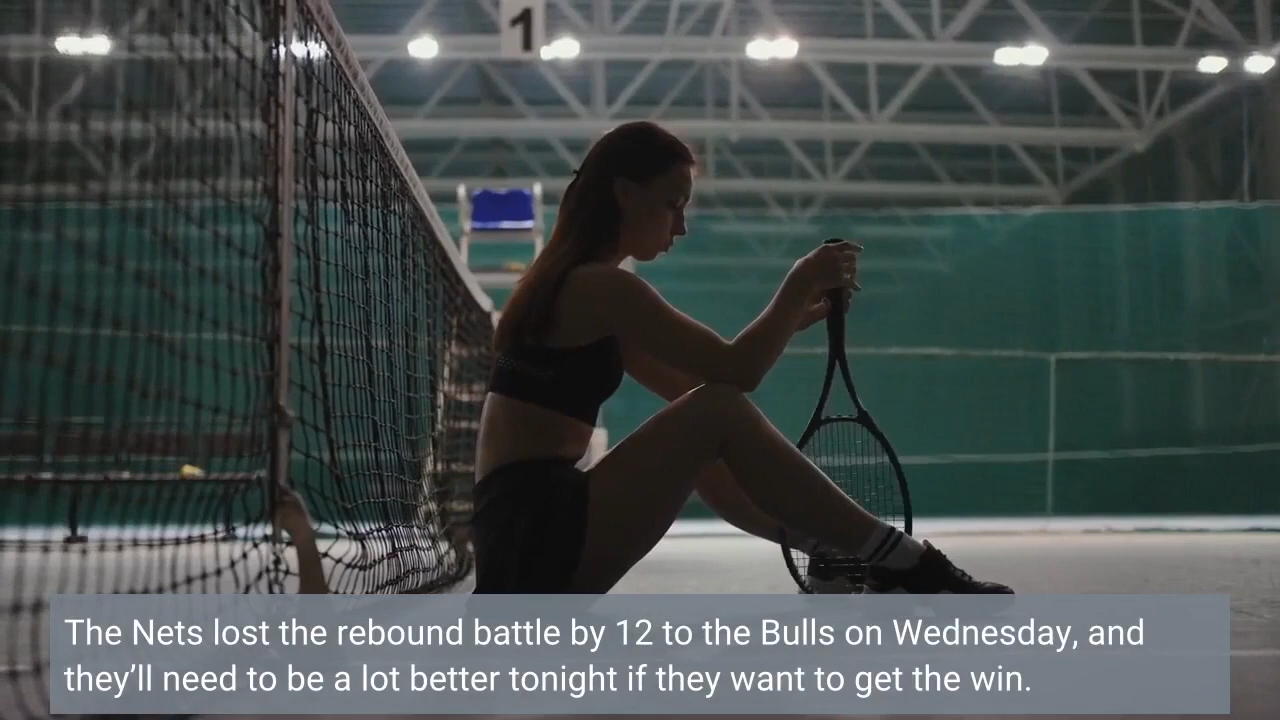 1
The Nets lost the rebound battle by 12 to the Bulls on Wednesday, and
they’ll need to be a lot better tonight if they want to get the win.